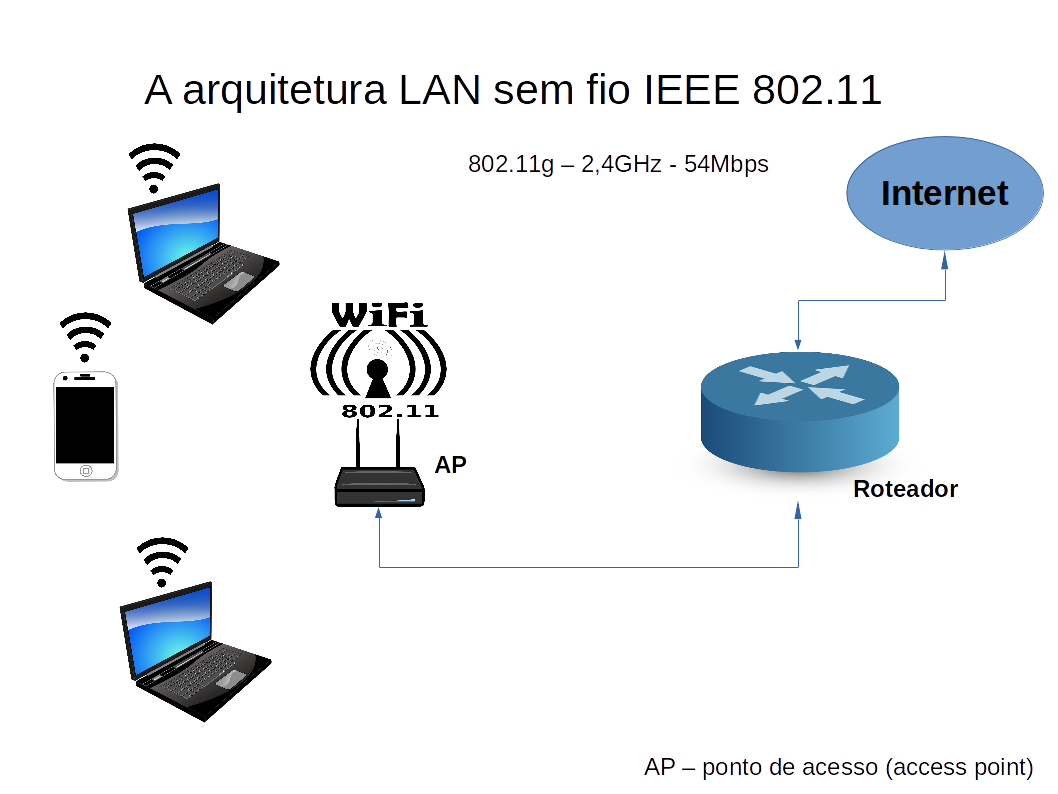 A arquitetura LAN sem fio IEEE 802.11
802.11g – 2,4GHz - 54Mbps
Internet
WiFi
802.11
AP
Roteador
AP – ponto de acesso (access point)